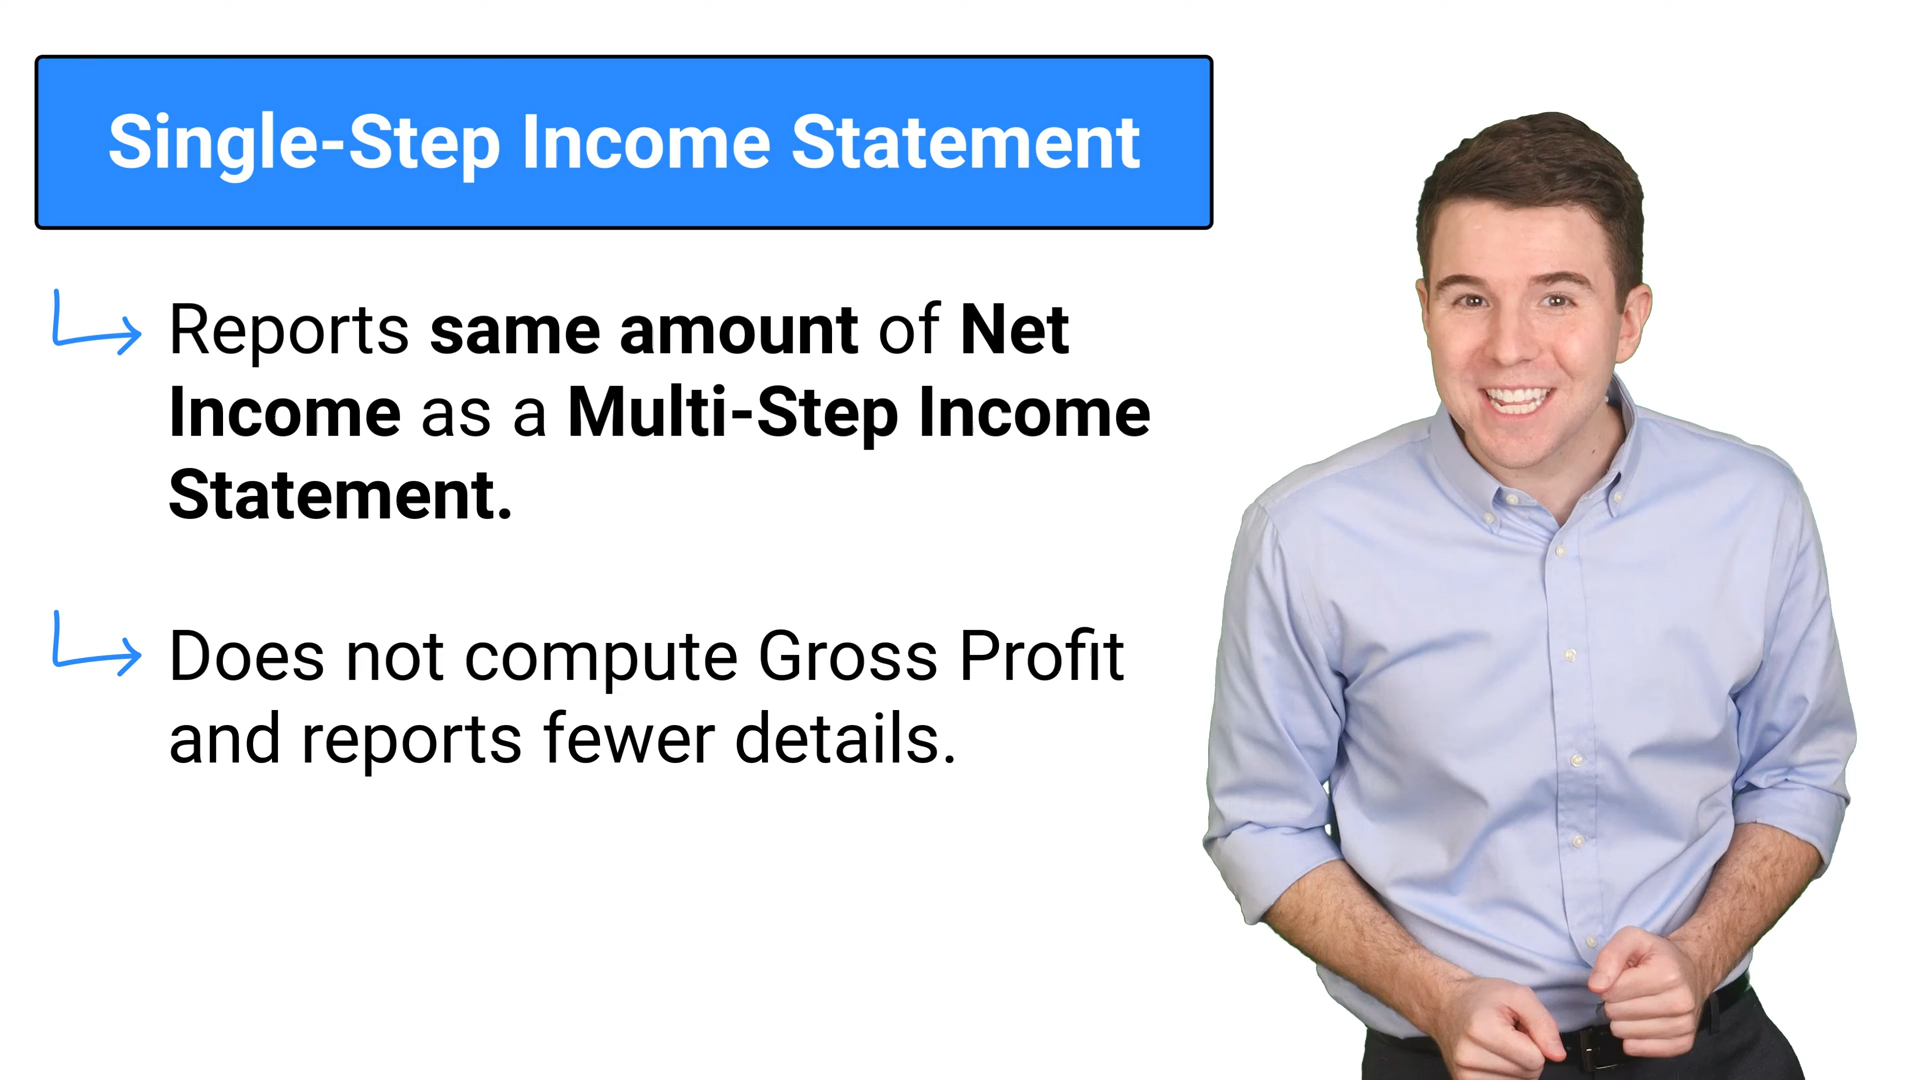 Single-Step Income Statement
Reports same amount of Net
Income as a Multi-Step Income
Statement.
Does not compute Gross Profit
and reports fewer details.